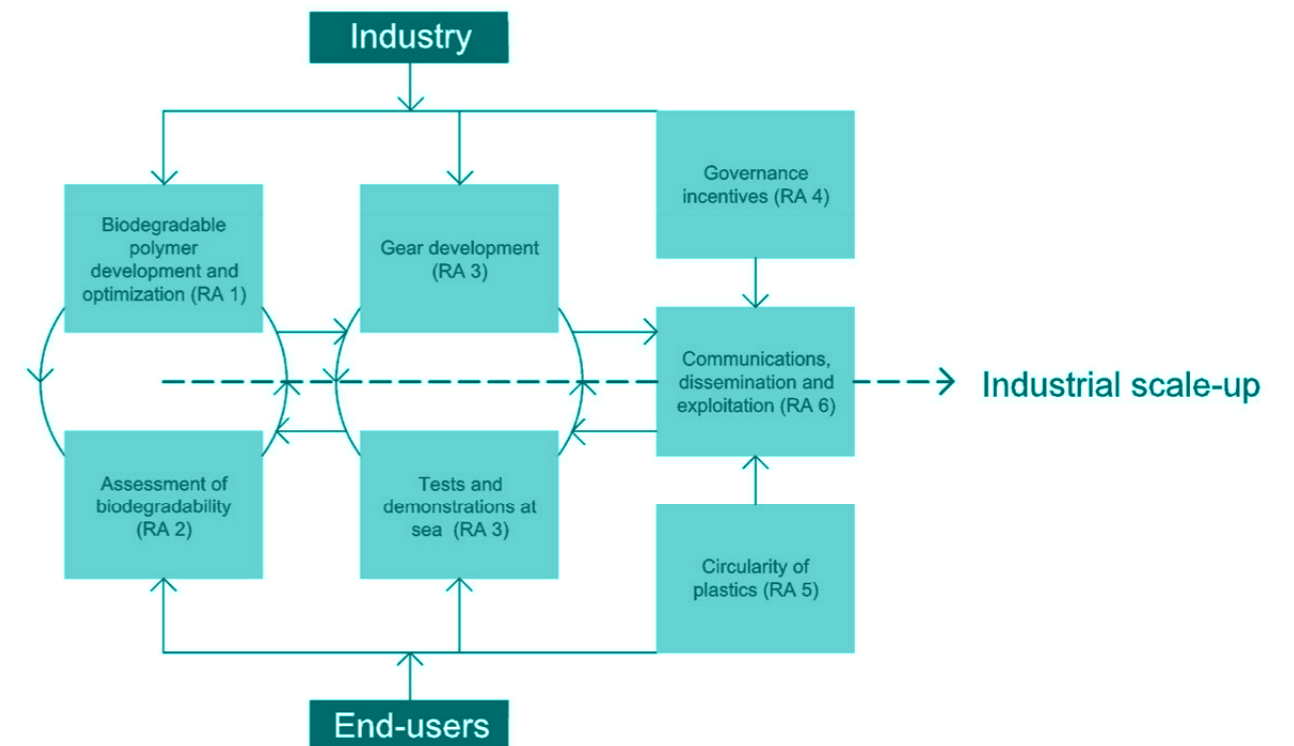 Industry
Governance
incentives (RA 4)
Biodegradable
polymer
development and
optimization (RA 1)
Gear development
(RA 3)
Communications,
dissemination and
exploitation (RA 6)
Industrial scale-up
Assessment of
biodegradability
(RA 2)
Tests and
demonstrations at
sea (RA 3)
Circularity of
plastics (RA 5)
End-users